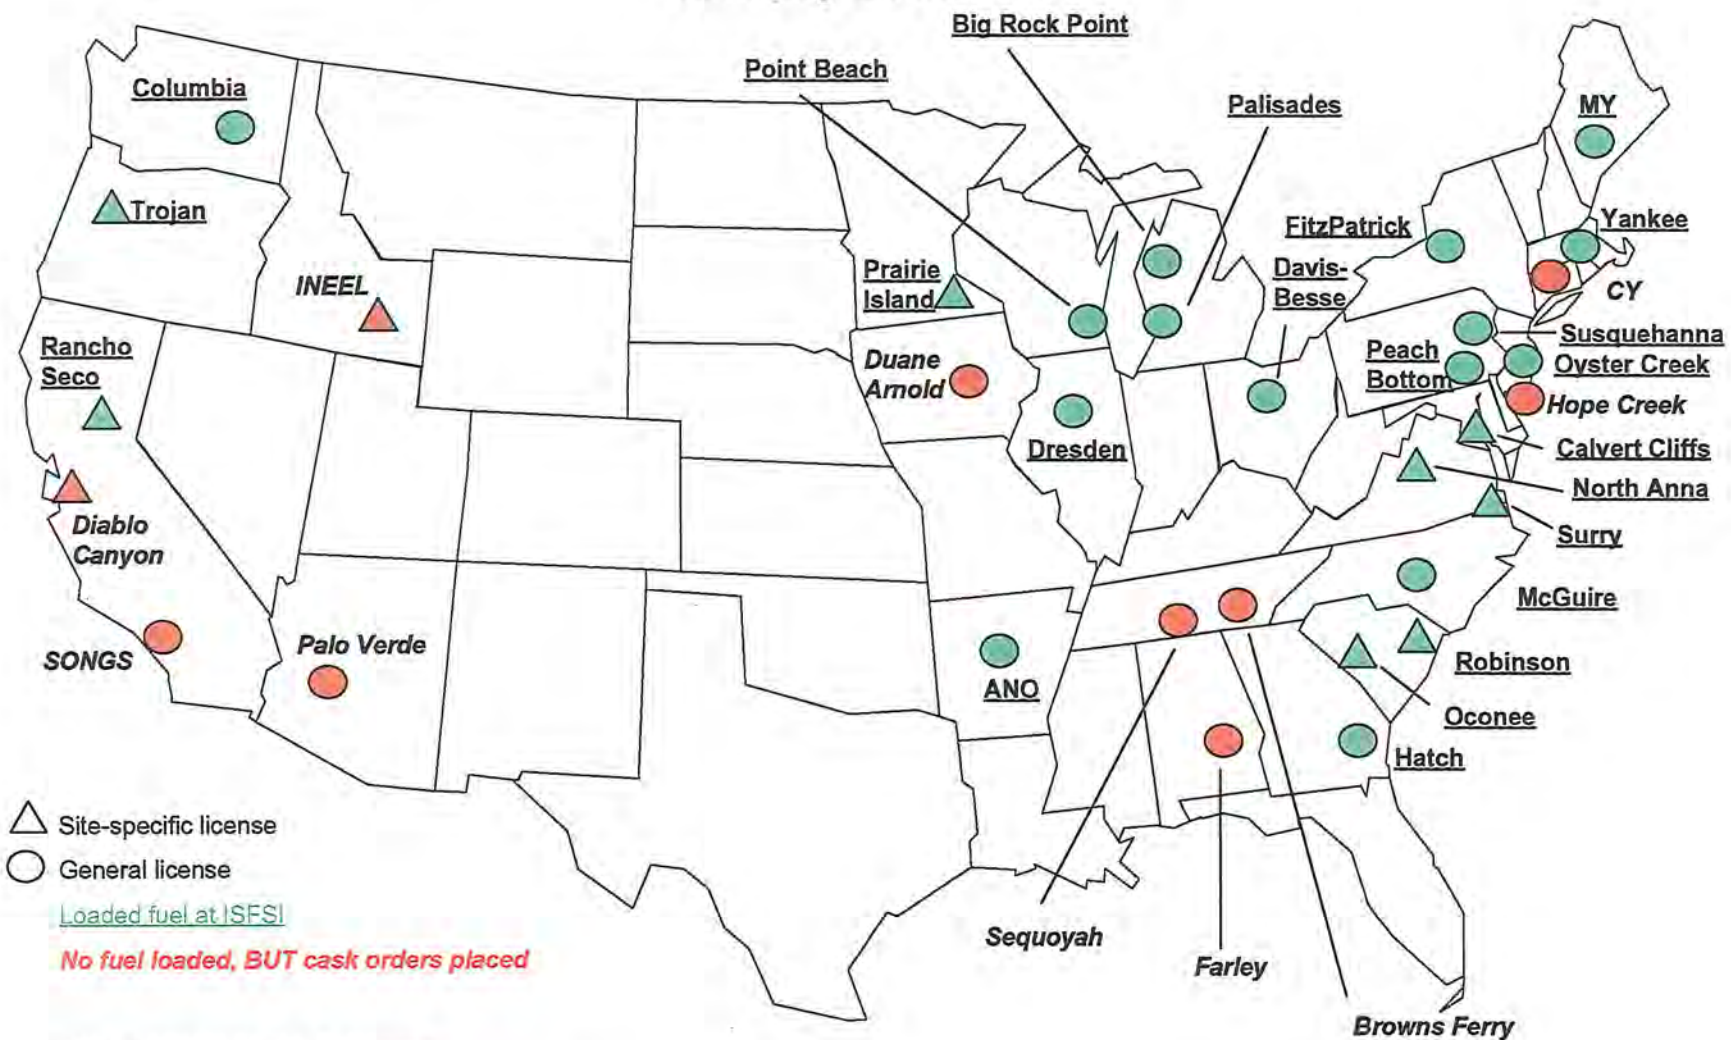 Big Rock Point
Point Beach
Columbia
Palisades
MY
Trojan
FitzPatrick
Yankee
INEEL
Prairie
Island
Davis-
Besse
CY
Rancho
Seco
Duane
Arnold
Peach
Bottom
Susquehanna
Oyster Creek
Hope Creek
Dresden
Calvert Cliffs
North Anna
Diablo
Canyon
Surry
McGuire
SONGS
Palo Verde
ANO
Robinson
Oconee
Hatch
Site-specific license
General license
Loaded fuel at ISFSI
No fuel loaded, BUT cask orders placed
Sequoyah
Farley
Browns Ferry